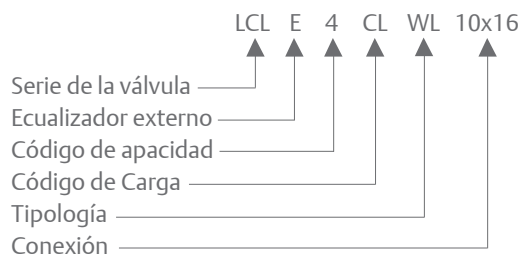 LCL E 4 CL WL 10x16
Serie de la válvula
Ecualizador externo
Código de apacidad
Código de Carga
Tipología
Conexión